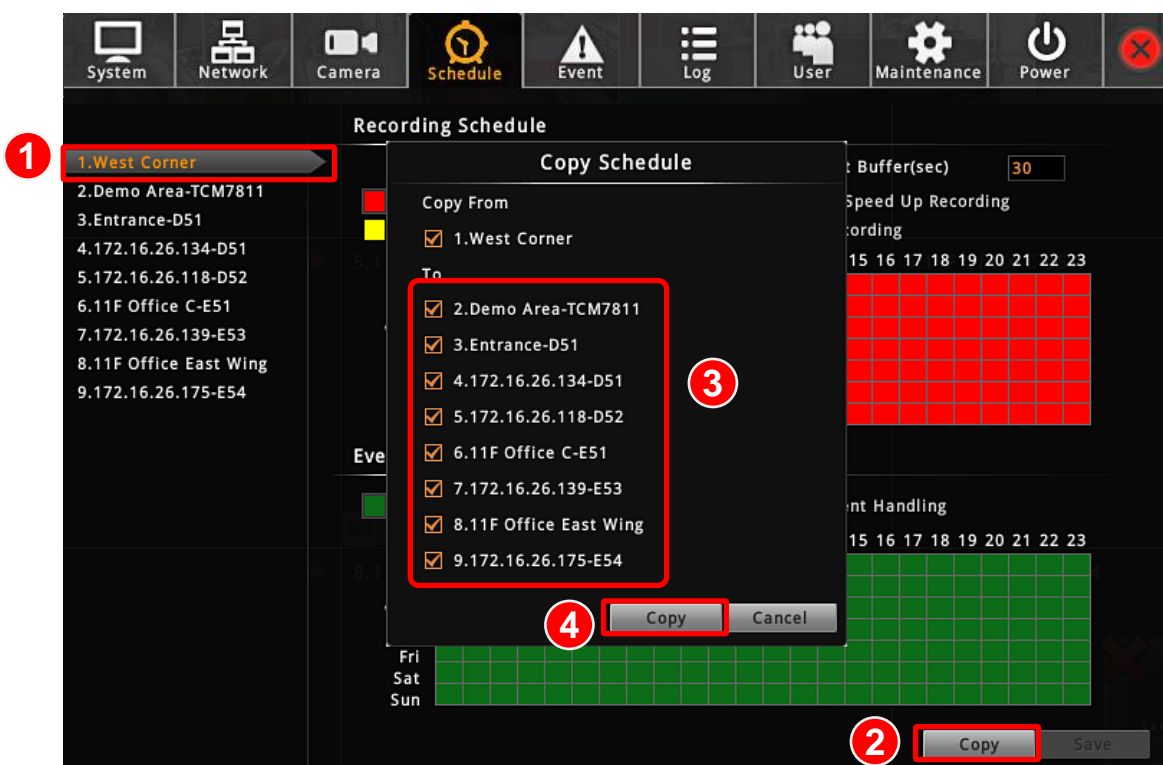 System Network Camera Schedule Event Log User Maintenance Power
Recording Schedule
1
1.West Corner
2.Demo Area-TCM7811
3.Entrance-D51
4.172.16.26.134-D51
5.172.16.26.118-D52
6.11F Office C-E51
7.172.16.26.139-E53
8.11F Office East Wing
9.172.16.26.175-E54
Copy Schedule
Copy From
1.West Corner
To
2.Demo Area-TCM7811
3.Entrance-D51
4.172.16.26.134-D51
5.172.16.26.118-D52
6.11F Office C-E51
7.172.16.26.139-E53
8.11F Office East Wing
9.172.16.26.175-E54
3
4
Copy Cancel
t Buffer(sec) 30
Speed Up Recording
cording
15 16 17 18 19 20 21 22 23
Eve
ent Handling
15 16 17 18 19 20 21 22 23
Fri
Sat
Sun
2
Copy Save